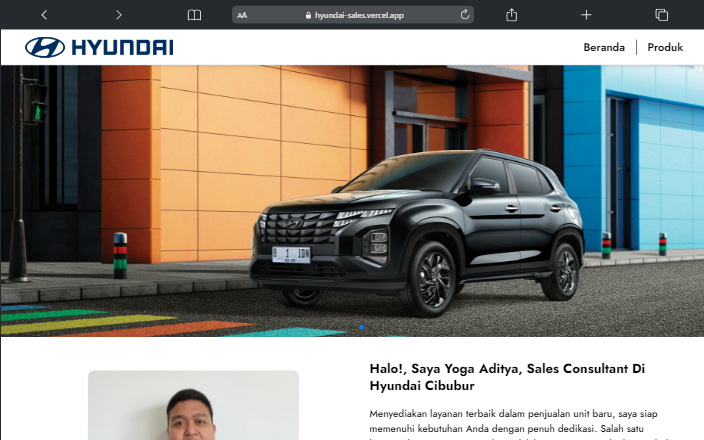 AA
hyundai-sales.vercel.app
HYUNDAI
Beranda
Produk
B 1 IDN
Halo!, Saya Yoga Aditya, Sales Consultant Di
Hyundai Cibubur
Menyediakan layanan terbaik dalam penjualan unit baru, saya siap
memenuhi kebutuhan Anda dengan penuh dedikasi. Salah satu